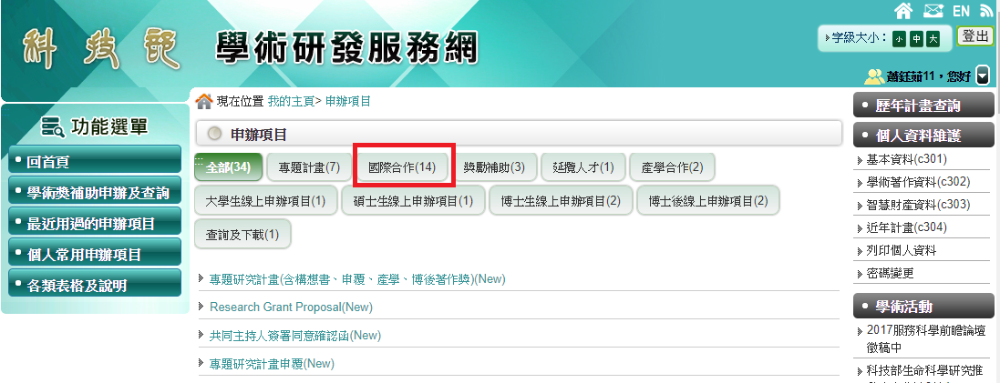 科技部 學術研發服務網
EN
字級大小： 小 中 大 登出
蕭鈺茹11，您好
功能選單
回首頁
學術獎補助申辦及查詢
最近用過的申辦項目
個人常用申辦項目
各類表格及說明
現在位置 我的主頁> 申辦項目
申辦項目
全部(34) 專題計畫(7) 國際合作(14) 獎勵補助(3) 延攬人才(1) 產學合作(2)
大學生線上申辦項目(1) 碩士生線上申辦項目(1) 博士生線上申辦項目(2) 博士後線上申辦項目(2)
查詢及下載(1)
專題研究計畫(含構想書、申覆、產學、博後著作獎)(New)
Research Grant Proposal(New)
共同主持人簽署同意確認函(New)
專題研究計畫申覆(New)
歷年計畫查詢
個人資料維護
基本資料(c301)
學術著作資料(c302)
智慧財產資料(c303)
近年計畫(c304)
列印個人資料
密碼變更
學術活動
2017服務科學前瞻論壇
徵稿中
科技部生命科學研究推